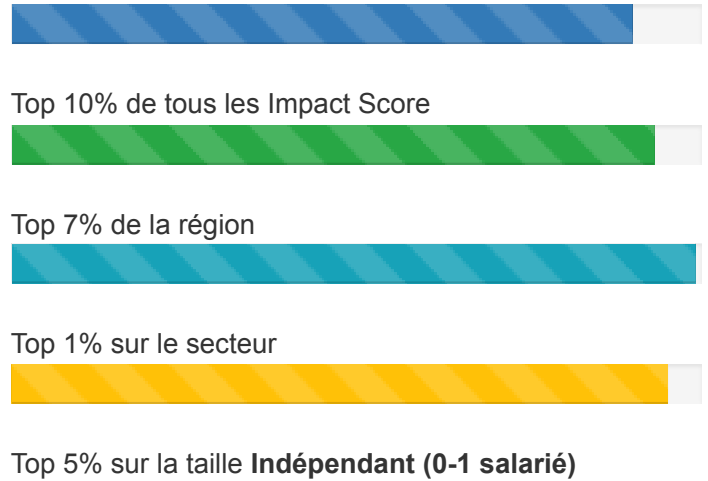 Top 10% de tous les Impact Score
Top 7% de la région
Top 1% sur le secteur
Top 5% sur la taille Indépendant (0-1 salarié)